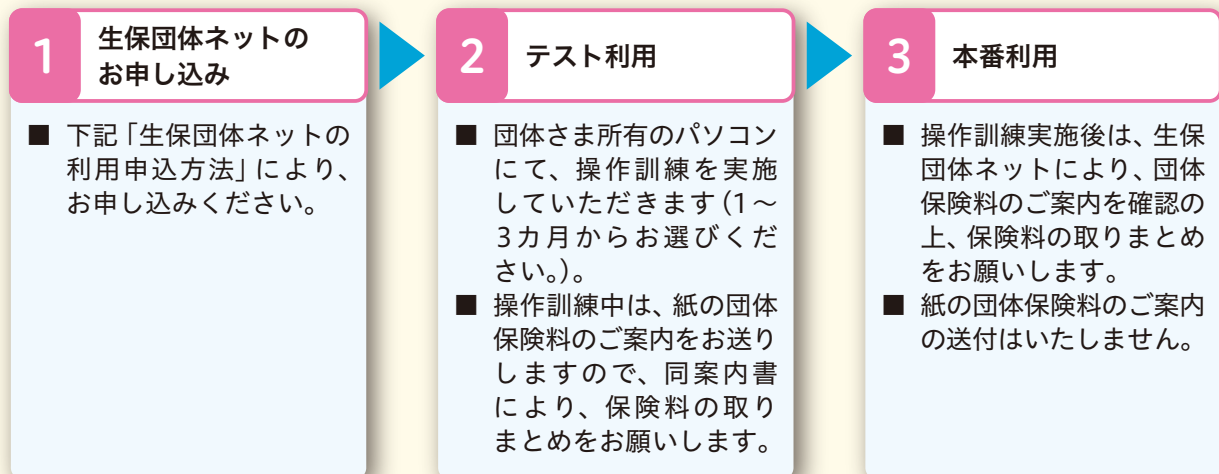 1
生保団体ネットの
お申し込み
■ 下記「生保団体ネットの
利用申込方法」により、
お申し込みください。
2
テスト利用
■ 団体さま所有のパソコン
にて、操作訓練を実施
していただきます(1～
3カ月からお選びくだ
さい。)。
■ 操作訓練中は、紙の団体
保険料のご案内をお送り
しますので、同案内書
により、保険料の取り
まとめをお願いします。
3
本番利用
■ 操作訓練実施後は、生保
団体ネットにより、団体
保険料のご案内を確認の
上、保険料の取りまとめ
をお願いします。
■ 紙の団体保険料のご案内
の送付はいたしません。